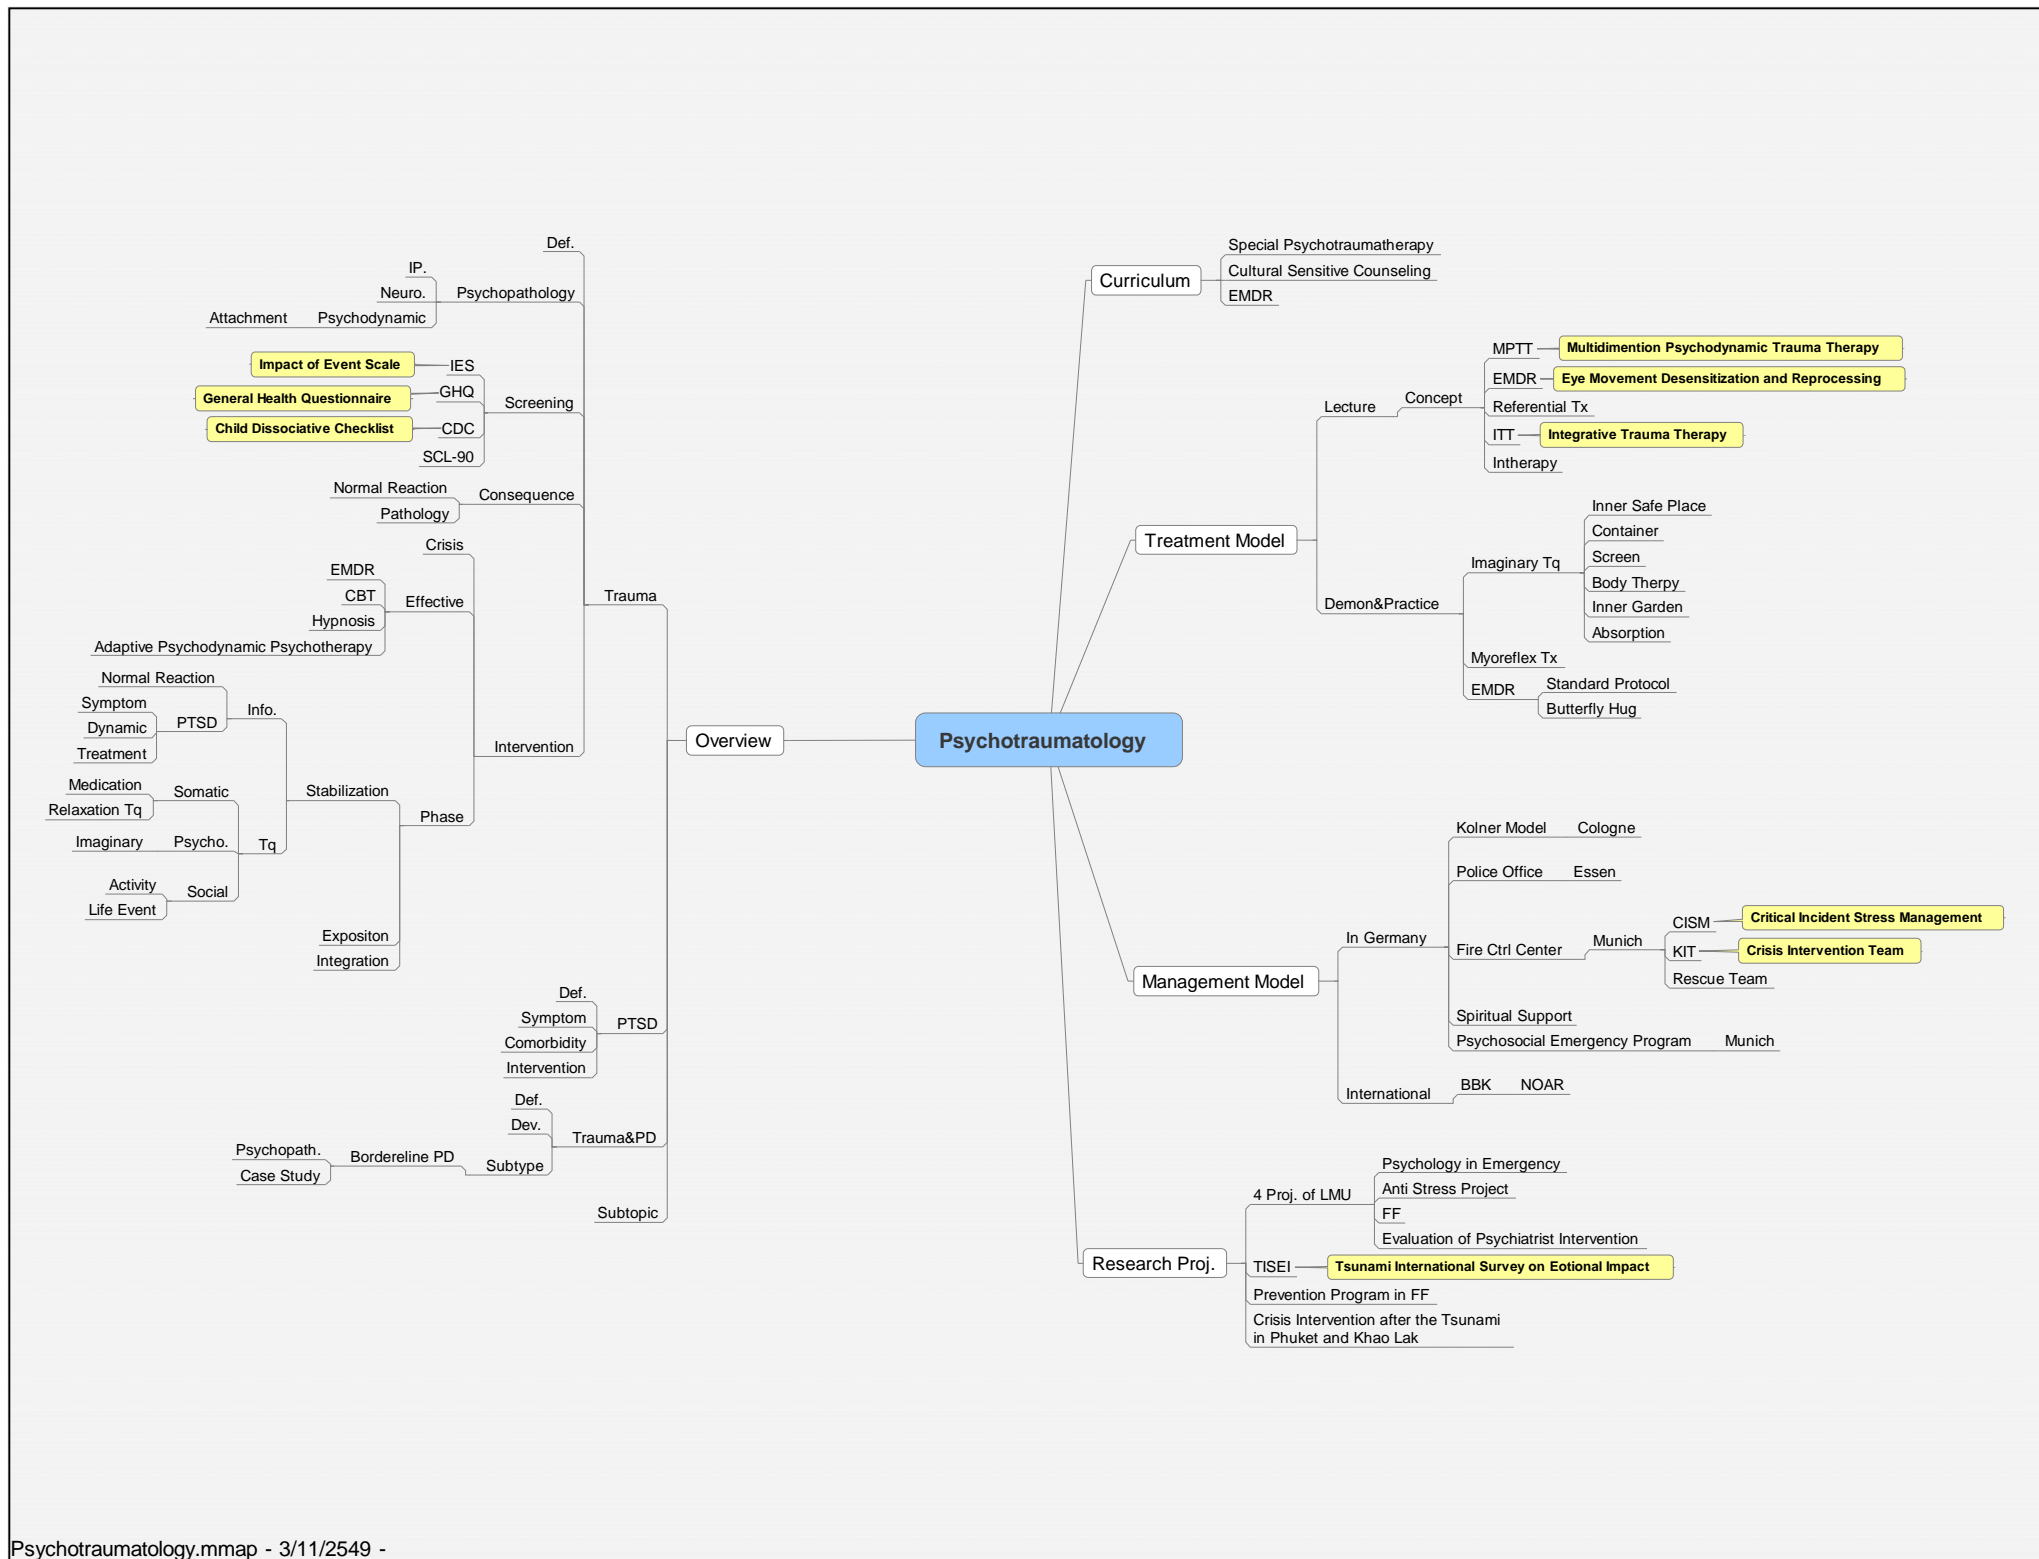 Psychotraumatology
Curriculum
Special Psychotraumatherapy
Cultural Sensitive Counseling
EMDR
Treatment Model
Lecture
Concept
MPTT
Multidimention Psychodynamic Trauma Therapy
EMDR
Eye Movement Desensitization and Reprocessing
Referential Tx
ITT
Integrative Trauma Therapy
Intherapy
Demon&Practice
Imaginary Tq
Inner Safe Place
Container
Screen
Body Therpy
Inner Garden
Absorption
Myoreflex Tx
EMDR
Standard Protocol
Butterfly Hug
Management Model
In Germany
Kolner Model
Cologne
Police Office
Essen
Fire Ctrl Center
Munich
CISM
Critical Incident Stress Management
KIT
Crisis Intervention Team
Rescue Team
Spiritual Support
Psychosocial Emergency Program
Munich
International
BBK
NOAR
Research Proj.
4 Proj. of LMU
Psychology in Emergency
Anti Stress Project
FF
Evaluation of Psychiatrist Intervention
TISEI
Tsunami International Survey on Eotional Impact
Prevention Program in FF
Crisis Intervention after the Tsunami
in Phuket and Khao Lak
Overview
Trauma
Def.
Psychopathology
IP.
Neuro.
Psychodynamic
Attachment
Screening
IES
Impact of Event Scale
GHQ
General Health Questionnaire
CDC
Child Dissociative Checklist
SCL-90
Consequence
Normal Reaction
Pathology
Intervention
Crisis
Effective
EMDR
CBT
Hypnosis
Adaptive Psychodynamic Psychotherapy
Phase
Stabilization
Info.
Normal Reaction
PTSD
Symptom
Dynamic
Treatment
Tq
Somatic
Medication
Relaxation Tq
Psycho.
Imaginary
Social
Activity
Life Event
Expositon
Integration
PTSD
Def.
Symptom
Comorbidity
Intervention
Trauma&PD
Def.
Dev.
Subtype
Bordereline PD
Psychopath.
Case Study
Subtopic
Psychotraumatology.mmap - 3/11/2549 -